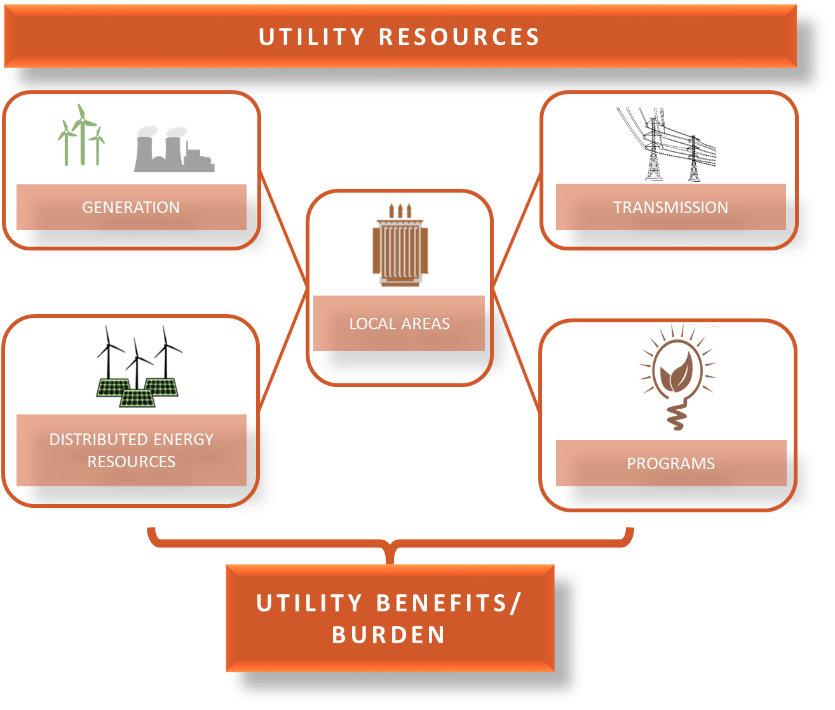 UTILITY RESOURCES
GENERATION
TRANSMISSION
LOCAL AREAS
DISTRIBUTED ENERGY
RESOURCES
PROGRAMS
UTILITY BENEFITS/
BURDEN